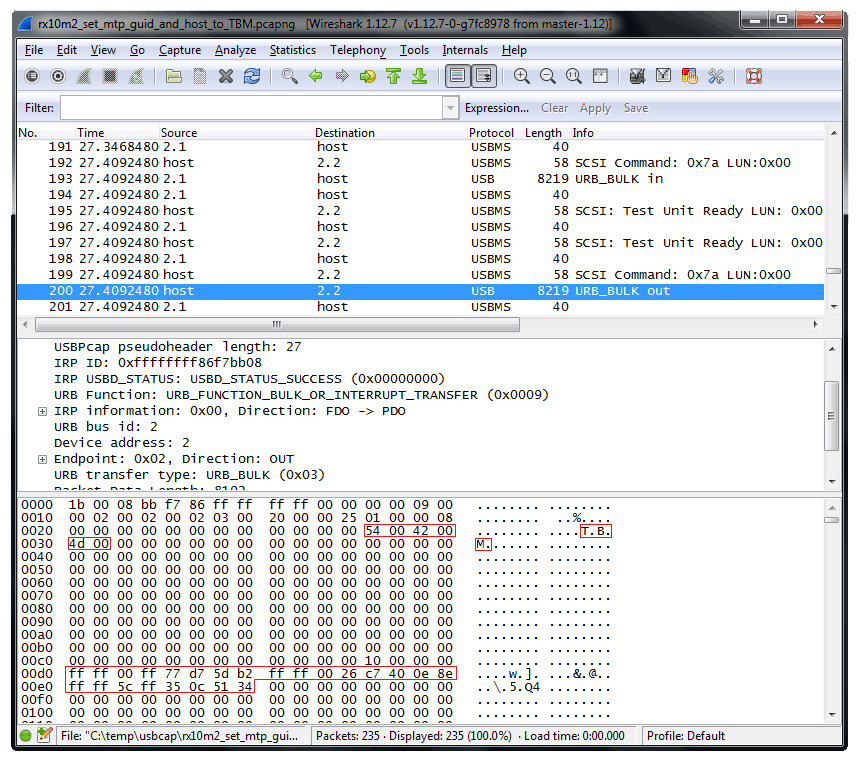 rx10m2_set_mtp_guid_and_host_to_TBM.pcapng [Wireshark 1.12.7 (v1.12.7-0-g7fc8978 from master-1.12)]
File Edit View Go Capture Analyze Statistics Telephony Tools Internals Help
Filter: Expression... Clear Apply Save
No. Time Source Destination Protocol Length Info
191 27.3468480 2.1 host USBMS 40
192 27.4092480 host 2.2 USBMS 58 SCSI Command: 0x7a LUN:0x00
193 27.4092480 2.1 host USB 8219 URB_BULK in
194 27.4092480 2.1 host USBMS 40
195 27.4092480 host 2.2 USBMS 58 SCSI: Test Unit Ready LUN: 0x00
196 27.4092480 2.1 host USBMS 40
197 27.4092480 host 2.2 USBMS 58 SCSI: Test Unit Ready LUN: 0x00
198 27.4092480 2.1 host USBMS 40
199 27.4092480 host 2.2 USBMS 58 SCSI Command: 0x7a LUN:0x00
200 27.4092480 host 2.2 USB 8219 URB_BULK out
201 27.4092480 2.1 host USBMS 40
USBPcap pseudoheader length: 27
IRP ID: 0xffffffff86f7bb08
IRP USBD_STATUS: USBD_STATUS_SUCCESS (0x00000000)
URB Function: URB_FUNCTION_BULK_OR_INTERRUPT_TRANSFER (0x0009)
IRP information: 0x00, Direction: FDO -> PDO
URB bus id: 2
Device address: 2
Endpoint: 0x02, Direction: OUT
URB transfer type: URB_BULK (0x03)
Packet Data Length: 8192
0000 1b 00 08 bb f7 86 ff ff ff ff 00 00 00 00 09 00 ........ ........
0010 00 02 00 02 00 02 03 00 20 00 00 25 01 00 00 08 ........ ..%.....
0020 00 00 00 00 00 00 00 00 00 00 00 00 54 00 42 00 ........ ....T.B.
0030 4d 00 00 00 00 00 00 00 00 00 00 00 00 00 00 00 M....... ........
0040 00 00 00 00 00 00 00 00 00 00 00 00 00 00 00 00 ........ ........
0050 00 00 00 00 00 00 00 00 00 00 00 00 00 00 00 00 ........ ........
0060 00 00 00 00 00 00 00 00 00 00 00 00 00 00 00 00 ........ ........
0070 00 00 00 00 00 00 00 00 00 00 00 00 00 00 00 00 ........ ........
0080 00 00 00 00 00 00 00 00 00 00 00 00 00 00 00 00 ........ ........
0090 00 00 00 00 00 00 00 00 00 00 00 00 00 00 00 00 ........ ........
00a0 00 00 00 00 00 00 00 00 00 00 00 00 00 00 00 00 ........ ........
00b0 00 00 00 00 00 00 00 00 00 00 00 00 00 00 00 00 ........ ........
00c0 00 00 00 00 00 00 00 00 00 00 00 00 10 00 00 00 ........ ........
00d0 ff ff 00 ff 77 d5 5d b2 ff ff 00 26 c7 40 0e 8e ....w.]. ...&.@..
00e0 ff ff 5c ff 35 0c 51 34 00 00 00 00 00 00 00 00 ..\.5.Q4 ........
00f0 00 00 00 00 00 00 00 00 00 00 00 00 00 00 00 00 ........ ........
0100 00 00 00 00 00 00 00 00 00 00 00 00 00 00 00 00 ........ ........
File: "C:\temp\usbcap\rx10m2_set_mtp_gui... Packets: 235 · Displayed: 235 (100.0%) · Load time: 0:00.000 Profile: Default